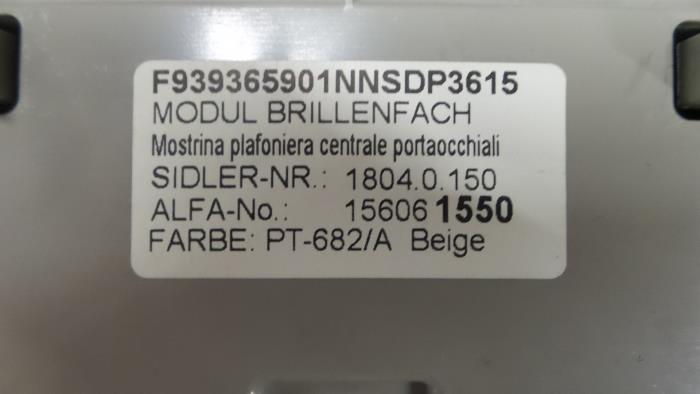 F939365901NNSDP3615
MODUL BRILLENFACH
Mostrina plafoniera centrale portaocchiali
SIDLER-NR.: 1804.0.150
ALFA-No.: 15606 1550
FARBE: PT-682/A Beige